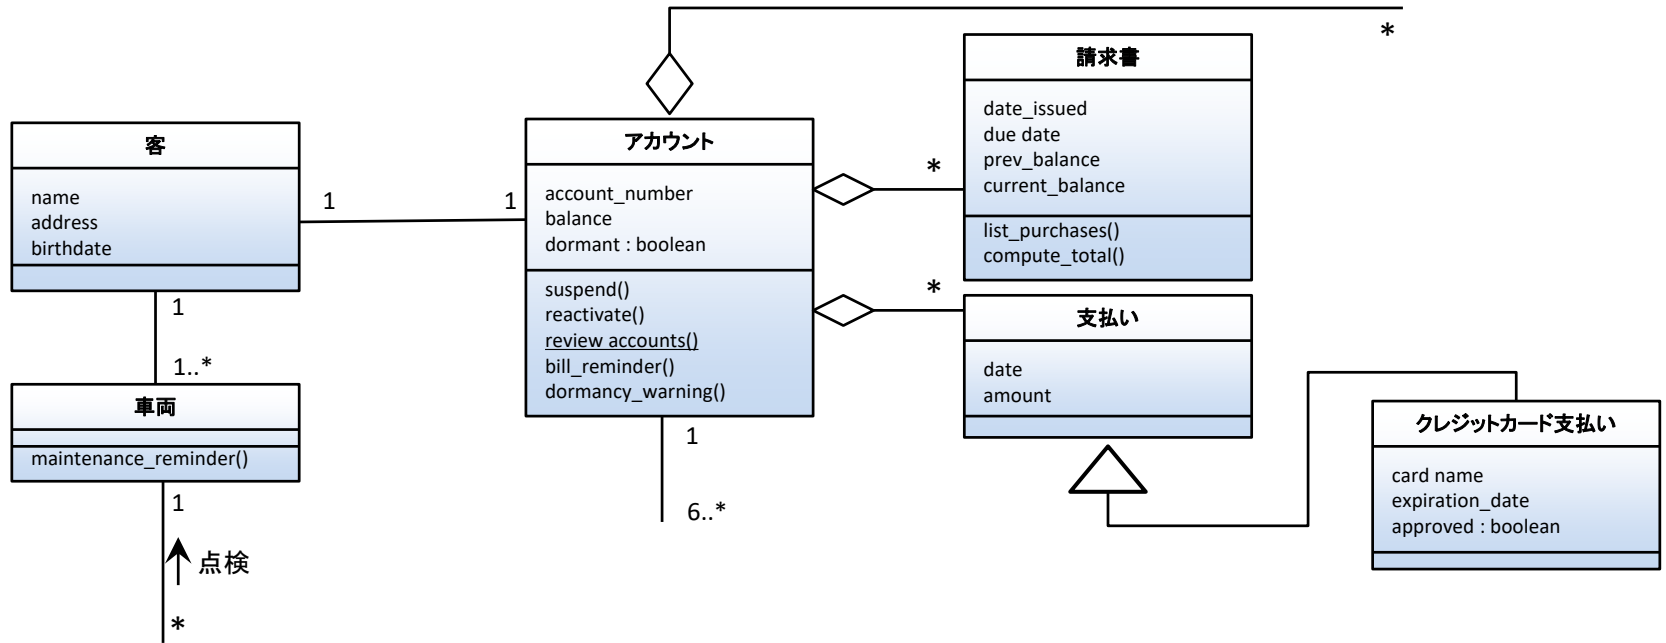 *
請求書
date_issued
due date
prev_balance
current_balance
list_purchases()
compute_total()
客
name
address
birthdate
1
1
アカウント
account_number
balance
dormant : boolean
suspend()
reactivate()
review accounts()
bill_reminder()
dormancy_warning()
*
*
支払い
date
amount
1
1..*
車両
maintenance_reminder()
1
点検
*
1
6..*
クレジットカード支払い
card name
expiration_date
approved : boolean